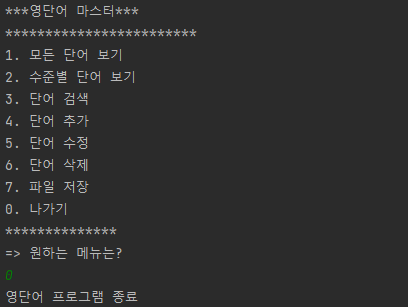 ***영단어 마스터***
************************
1. 모든 단어 보기
2. 수준별 단어 보기
3. 단어 검색
4. 단어 추가
5. 단어 수정
6. 단어 삭제
7. 파일 저장
0. 나가기
**************
=> 원하는 메뉴는?
0
영단어 프로그램 종료